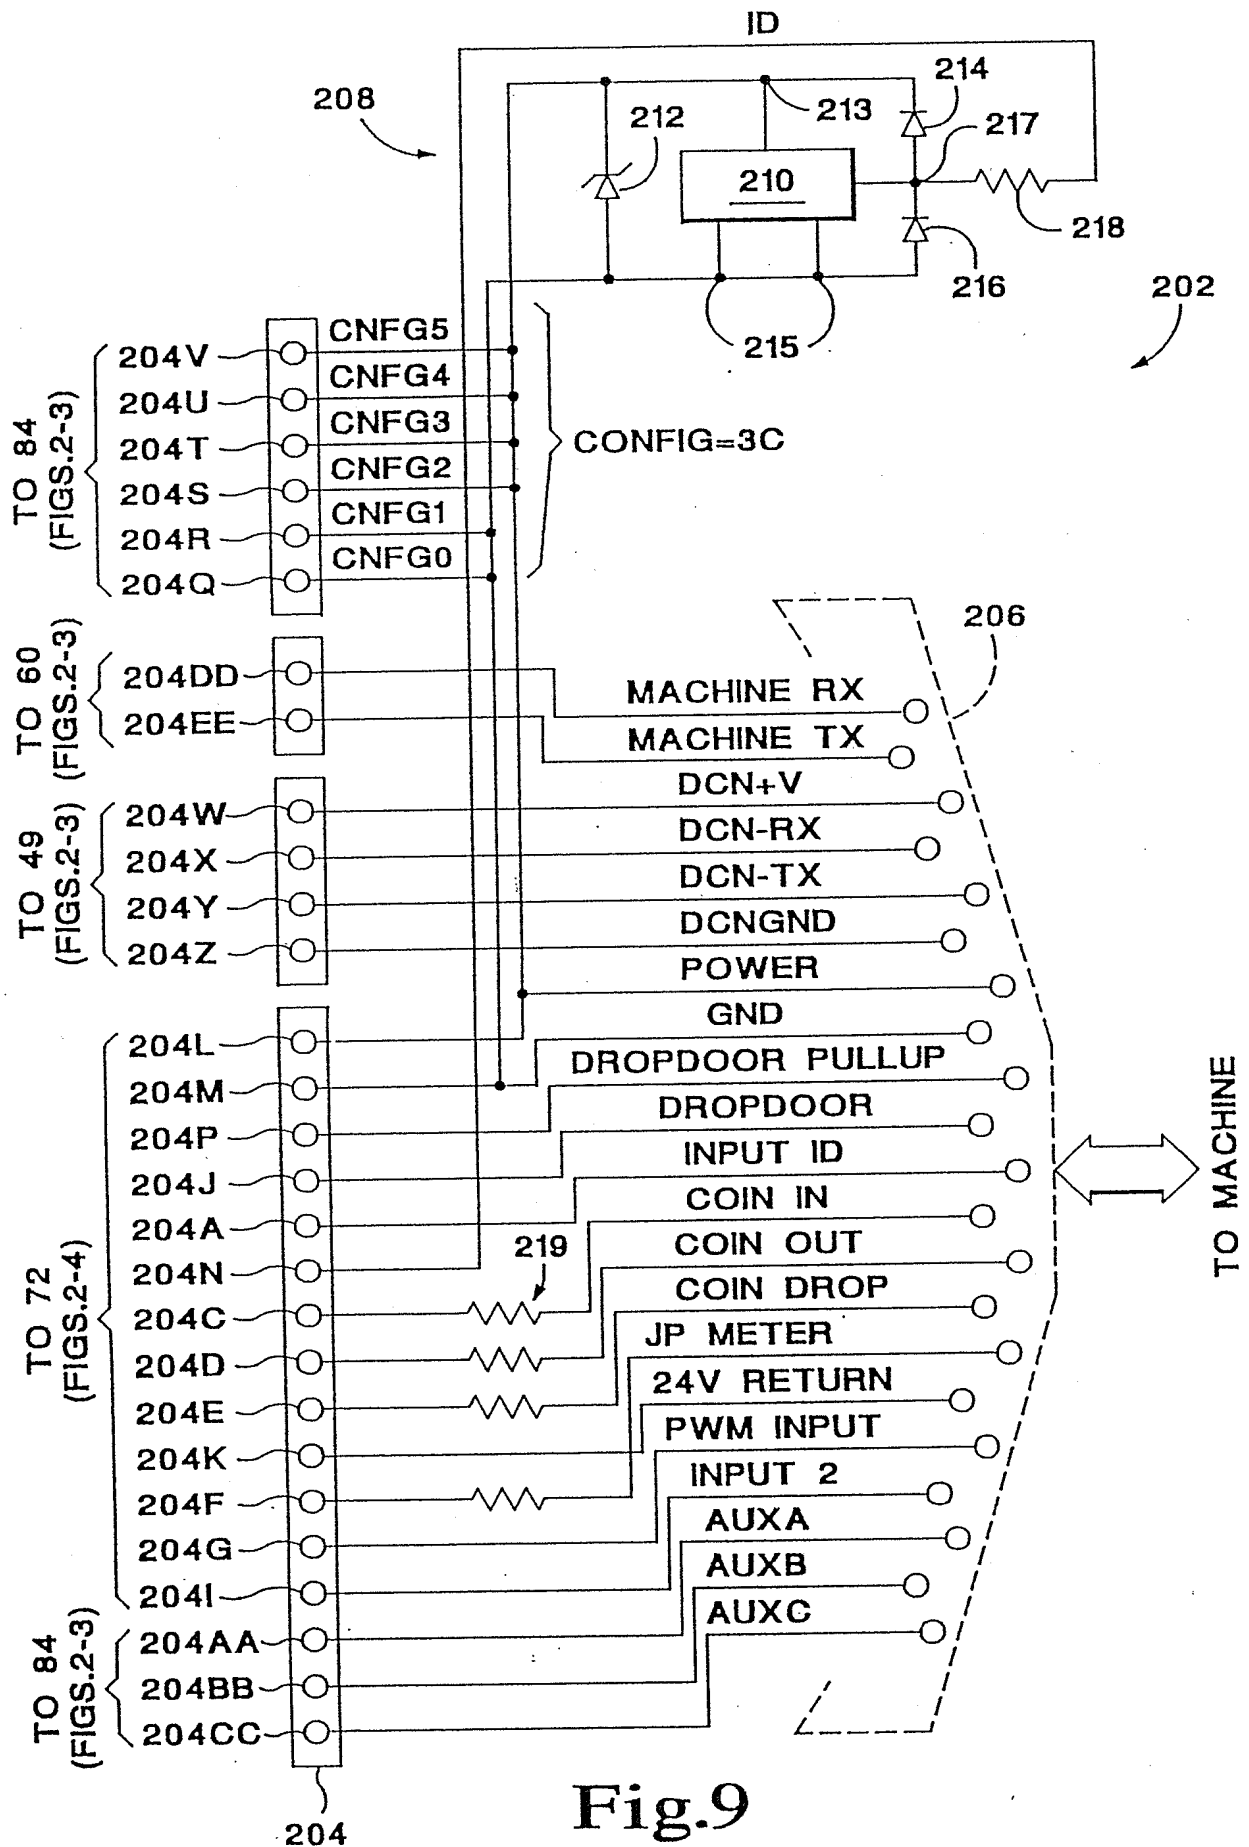 ID
208
212
213
214
217
210
218
216
215
202
TO 84
(FIGS.2-3)
204V
CNFG5
204U
CNFG4
204T
CNFG3
204S
CNFG2
204R
CNFG1
204Q
CNFG0
CONFIG=3C
206
TO 60
(FIGS.2-3)
204DD
MACHINE RX
204EE
MACHINE TX
TO 49
(FIGS.2-3)
204W
DCN+V
204X
DCN-RX
204Y
DCN-TX
204Z
DCNGND
POWER
TO 72
(FIGS.2-4)
204L
GND
204M
DROPDOOR PULLUP
204P
DROPDOOR
204J
INPUT ID
204A
COIN IN
204N
219
COIN OUT
204C
COIN DROP
204D
JP METER
204E
24V RETURN
204K
PWM INPUT
204F
INPUT 2
204G
AUXA
204I
AUXB
TO 84
(FIGS.2-3)
204AA
AUXC
204BB
204CC
TO MACHINE
204
Fig.9